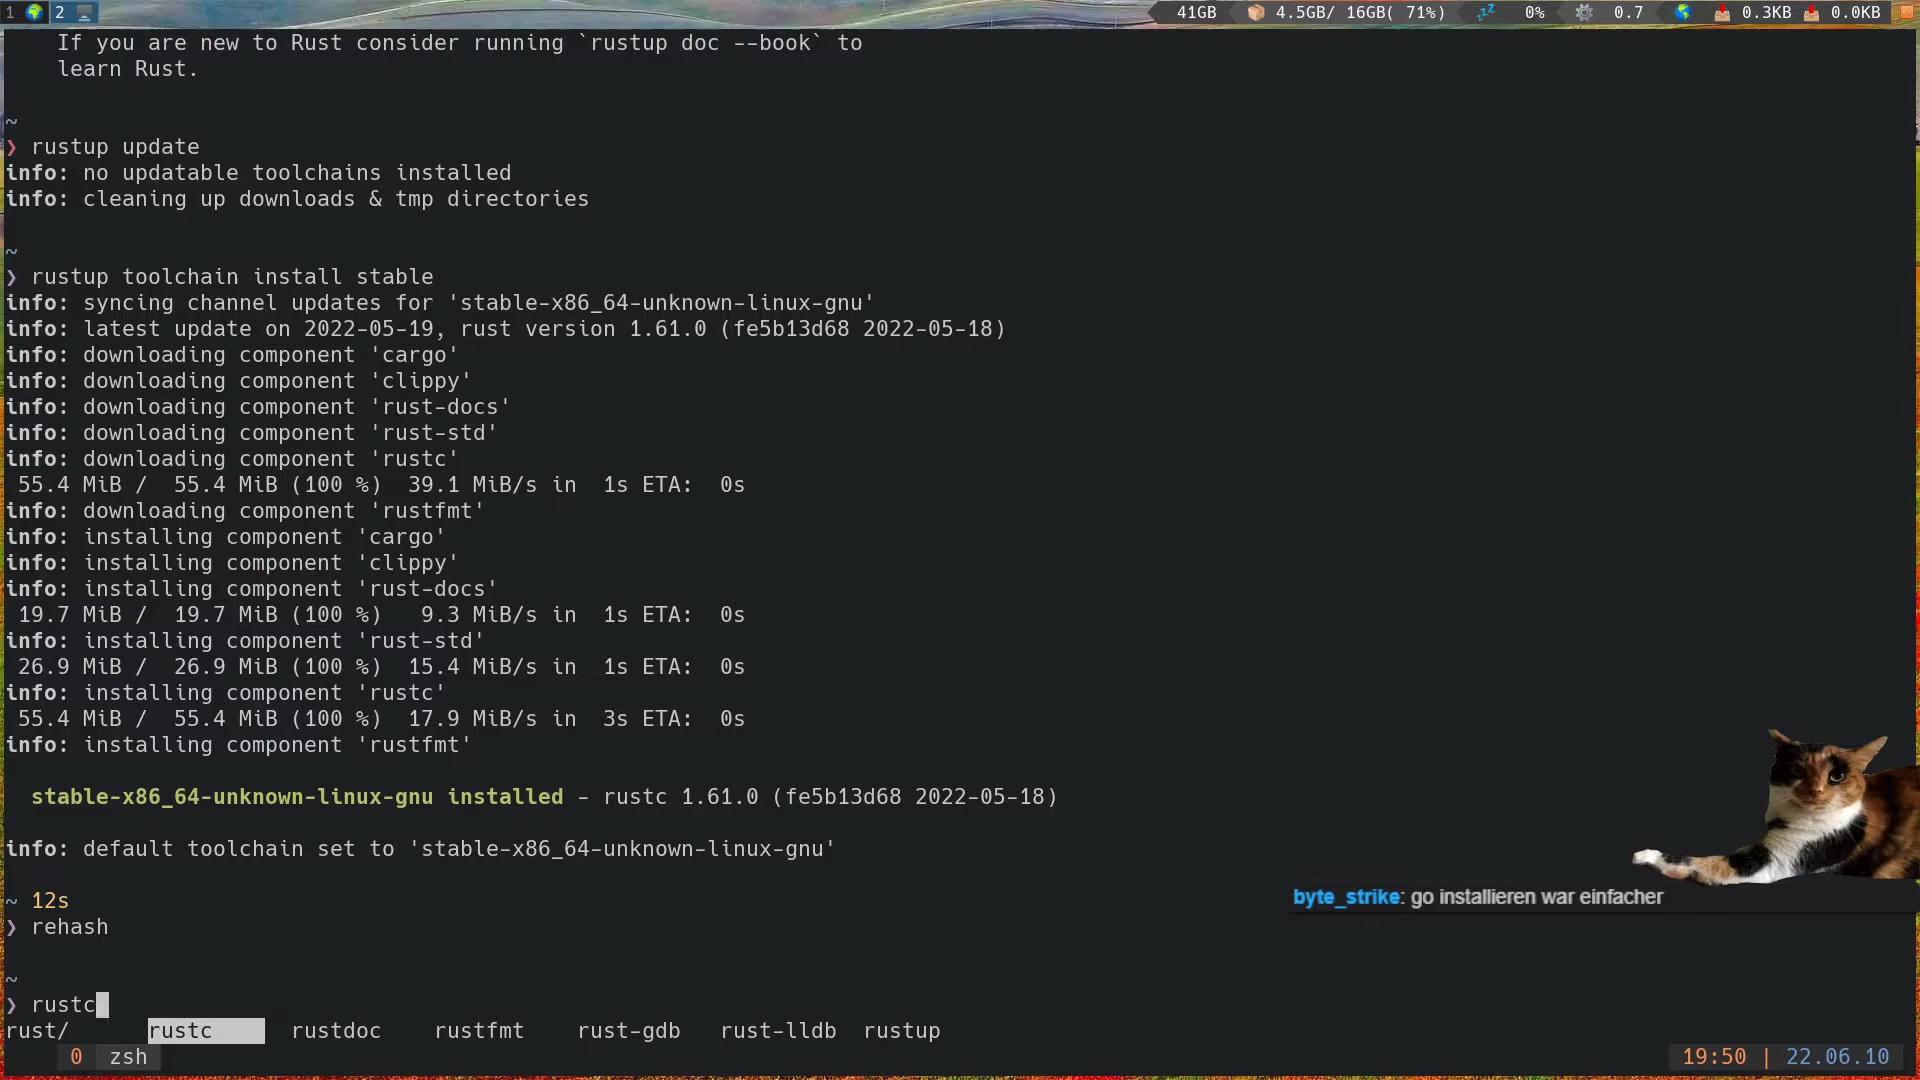 1 2 41GB 4.5GB/ 16GB( 71%) 0% 0.7 0.3KB 0.0KB
If you are new to Rust consider running `rustup doc --book` to
learn Rust.
~
❯ rustup update
info: no updatable toolchains installed
info: cleaning up downloads & tmp directories
~
❯ rustup toolchain install stable
info: syncing channel updates for 'stable-x86_64-unknown-linux-gnu'
info: latest update on 2022-05-19, rust version 1.61.0 (fe5b13d68 2022-05-18)
info: downloading component 'cargo'
info: downloading component 'clippy'
info: downloading component 'rust-docs'
info: downloading component 'rust-std'
info: downloading component 'rustc'
55.4 MiB / 55.4 MiB (100 %) 39.1 MiB/s in 1s ETA: 0s
info: downloading component 'rustfmt'
info: installing component 'cargo'
info: installing component 'clippy'
info: installing component 'rust-docs'
19.7 MiB / 19.7 MiB (100 %) 9.3 MiB/s in 1s ETA: 0s
info: installing component 'rust-std'
26.9 MiB / 26.9 MiB (100 %) 15.4 MiB/s in 1s ETA: 0s
info: installing component 'rustc'
55.4 MiB / 55.4 MiB (100 %) 17.9 MiB/s in 3s ETA: 0s
info: installing component 'rustfmt'
stable-x86_64-unknown-linux-gnu installed - rustc 1.61.0 (fe5b13d68 2022-05-18)
info: default toolchain set to 'stable-x86_64-unknown-linux-gnu'
~ 12s
byte_strike: go installieren war einfacher
❯ rehash
~
❯ rustc
rust/ rustc rustdoc rustfmt rust-gdb rust-lldb rustup
0 zsh 19:50 | 22.06.10